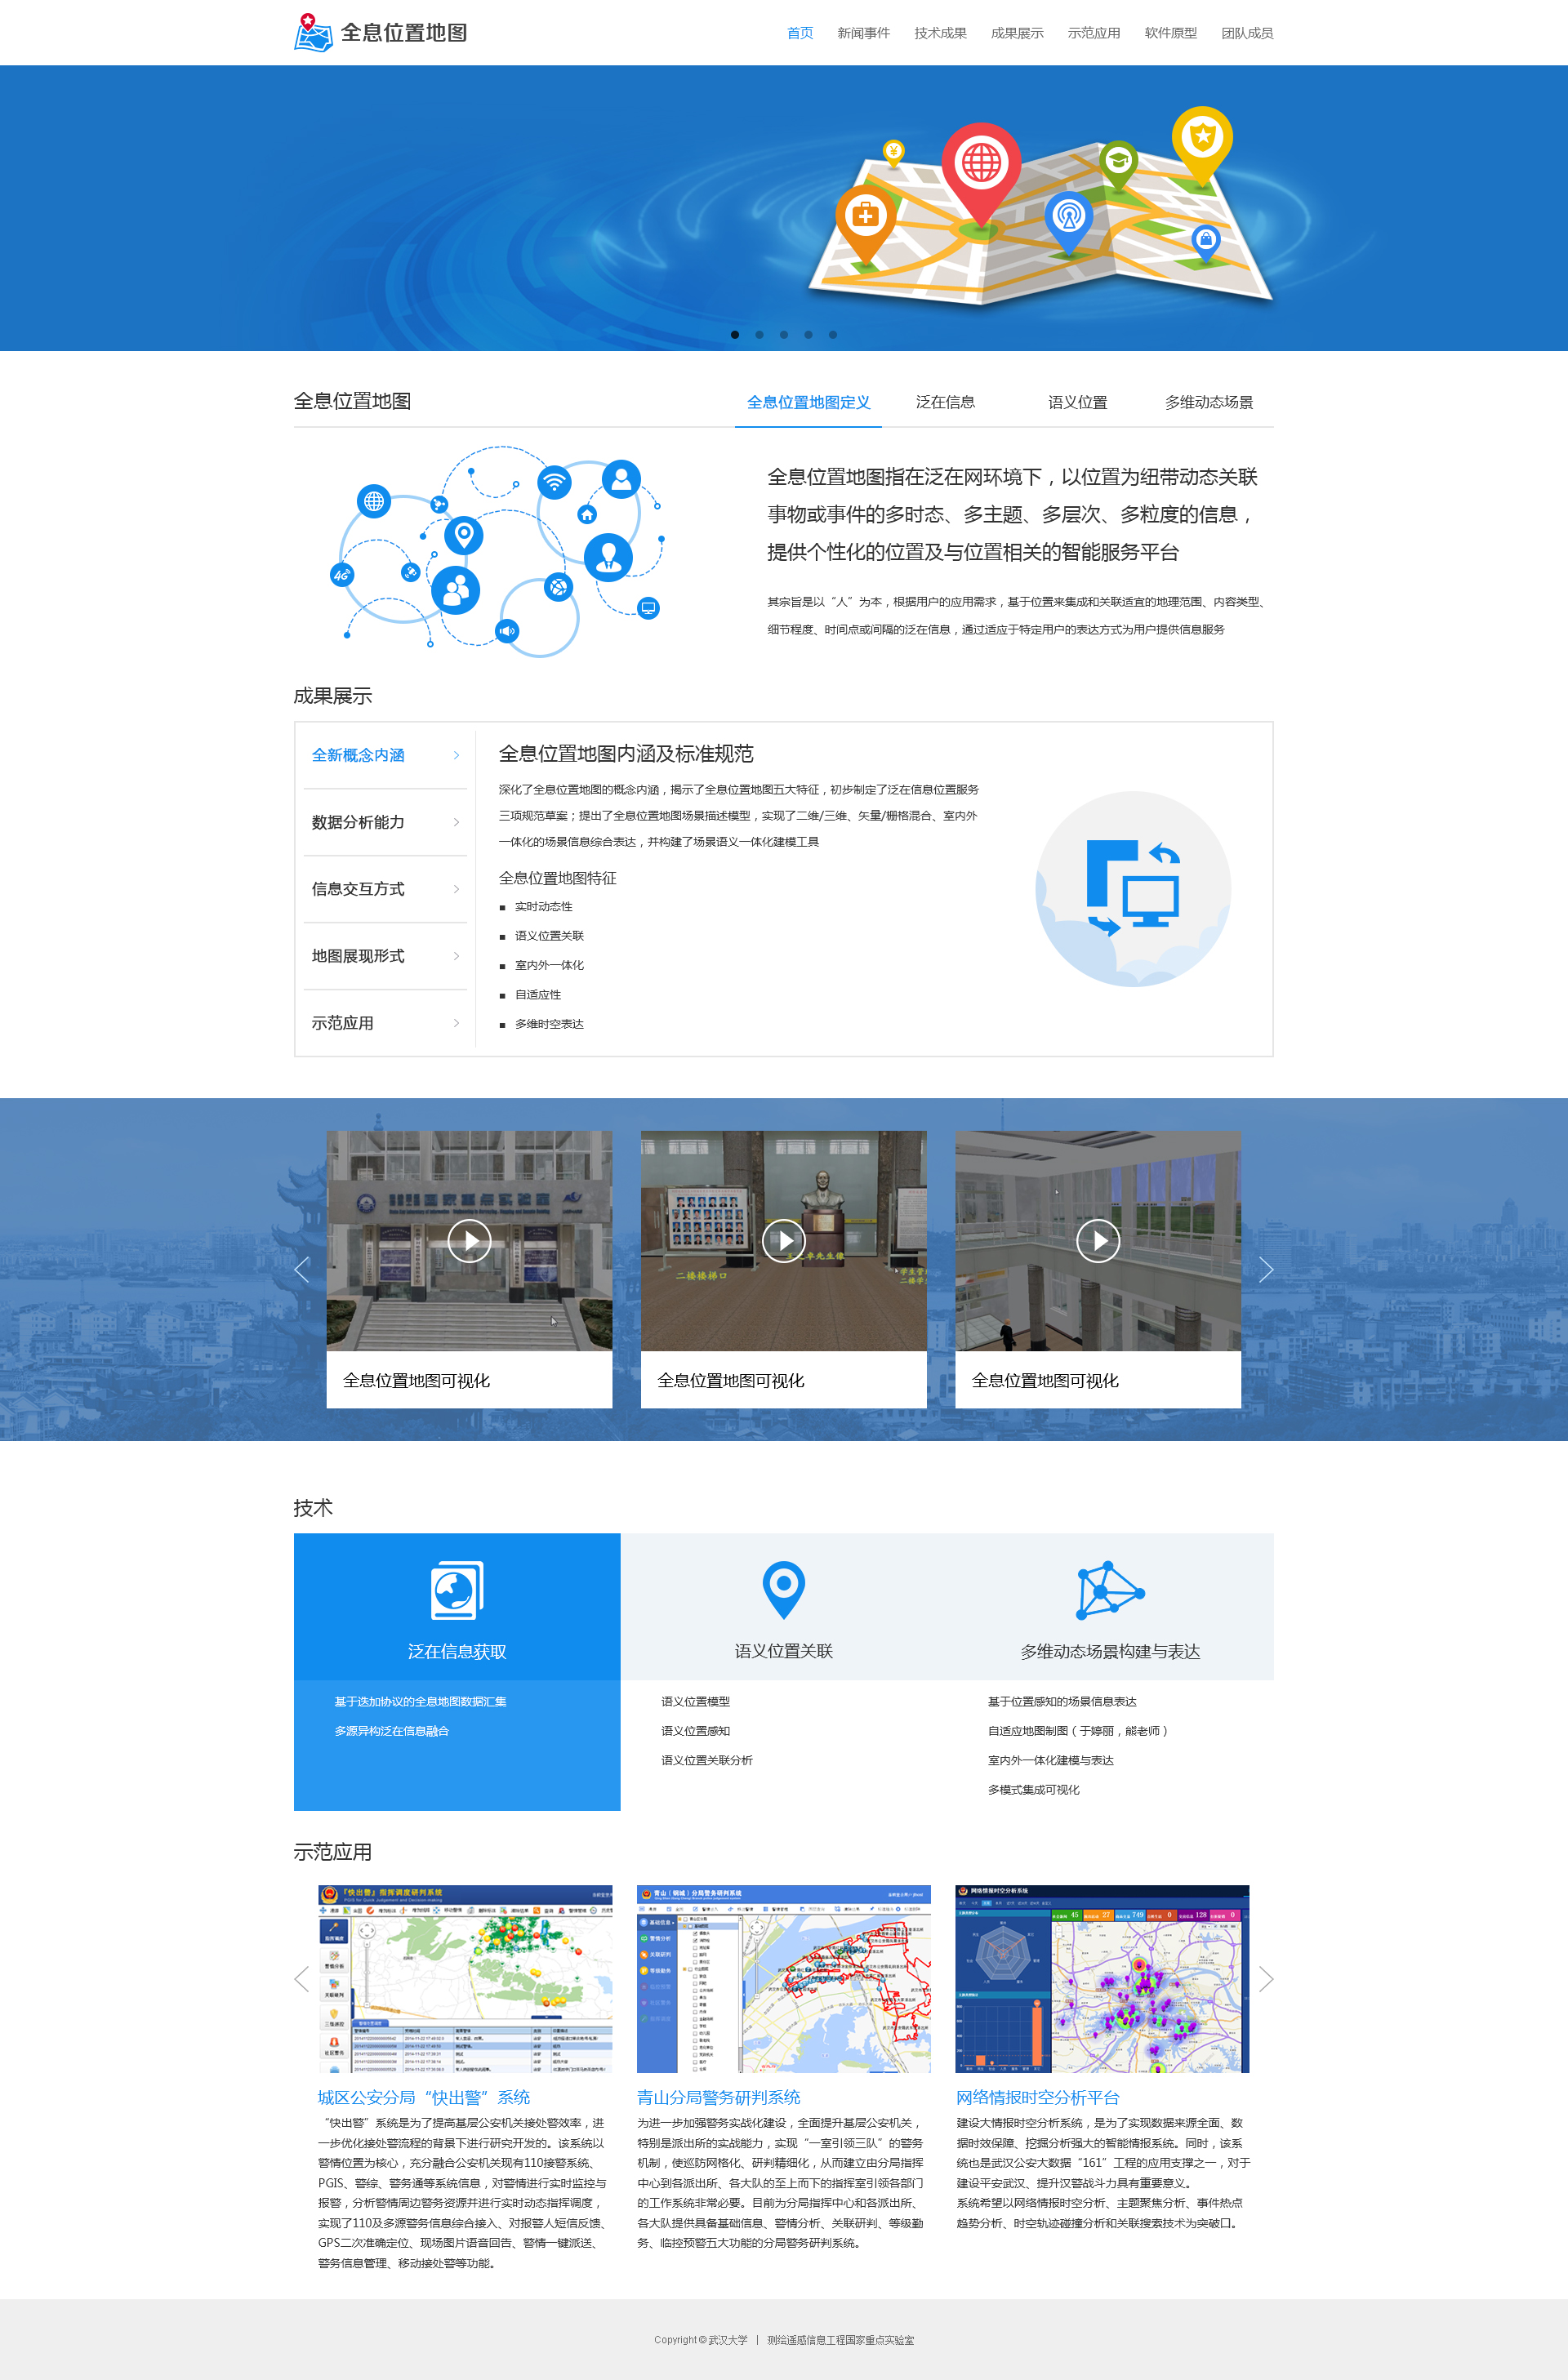 全息位置地图
首页 新闻事件 技术成果 成果展示 示范应用 软件原型 团队成员
全息位置地图
全息位置地图定义 泛在信息 语义位置 多维动态场景
4G
全息位置地图指在泛在网环境下，以位置为纽带动态关联
事物或事件的多时态、多主题、多层次、多粒度的信息，
提供个性化的位置及与位置相关的智能服务平台
其宗旨是以“人”为本，根据用户的应用需求，基于位置来集成和关联适宜的地理范围、内容类型、
细节程度、时间点或间隔的泛在信息，通过适应于特定用户的表达方式为用户提供信息服务
成果展示
全新概念内涵
数据分析能力
信息交互方式
地图展现形式
示范应用
全息位置地图内涵及标准规范
深化了全息位置地图的概念内涵，揭示了全息位置地图五大特征，初步制定了泛在信息位置服务
三项规范草案；提出了全息位置地图场景描述模型，实现了二维/三维、矢量/栅格混合、室内外
一体化的场景信息综合表达，并构建了场景语义一体化建模工具
全息位置地图特征
实时动态性
语义位置关联
室内外一体化
自适应性
多维时空表达
国家重点实验室
二楼楼梯口
全息位置地图可视化
全息位置地图可视化
全息位置地图可视化
技术
泛在信息获取
语义位置关联
多维动态场景构建与表达
基于迭加协议的全息地图数据汇集
多源异构泛在信息融合
语义位置模型
语义位置感知
语义位置关联分析
基于位置感知的场景信息表达
自适应地图制图（于婷丽，熊老师）
室内外一体化建模与表达
多模式集成可视化
示范应用
『快出警』指挥调度研判系统
青山（钢城）分局警务研判系统
网络情报时空分析系统
城区公安分局“快出警”系统
“快出警”系统是为了提高基层公安机关接处警效率，进
一步优化接处警流程的背景下进行研究开发的。该系统以
警情位置为核心，充分融合公安机关现有110接警系统、
PGIS、警综、警务通等系统信息，对警情进行实时监控与
报警，分析警情周边警务资源并进行实时动态指挥调度，
实现了110及多源警务信息综合接入、对报警人短信反馈、
GPS二次准确定位、现场图片语音回告、警情一键派送、
警务信息管理、移动接处警等功能。
青山分局警务研判系统
为进一步加强警务实战化建设，全面提升基层公安机关，
特别是派出所的实战能力，实现“一室引领三队”的警务
机制，使巡防网格化、研判精细化，从而建立由分局指挥
中心到各派出所、各大队的至上而下的指挥室引领各部门
的工作系统非常必要。目前为分局指挥中心和各派出所、
各大队提供具备基础信息、警情分析、关联研判、等级勤
务、临控预警五大功能的分局警务研判系统。
网络情报时空分析平台
建设大情报时空分析系统，是为了实现数据来源全面、数
据时效保障、挖掘分析强大的智能情报系统。同时，该系
统也是武汉公安大数据“161”工程的应用支撑之一，对于
建设平安武汉、提升汉警战斗力具有重要意义。
系统希望以网络情报时空分析、主题聚焦分析、事件热点
趋势分析、时空轨迹碰撞分析和关联搜索技术为突破口。
Copyright © 武汉大学 | 测绘遥感信息工程国家重点实验室